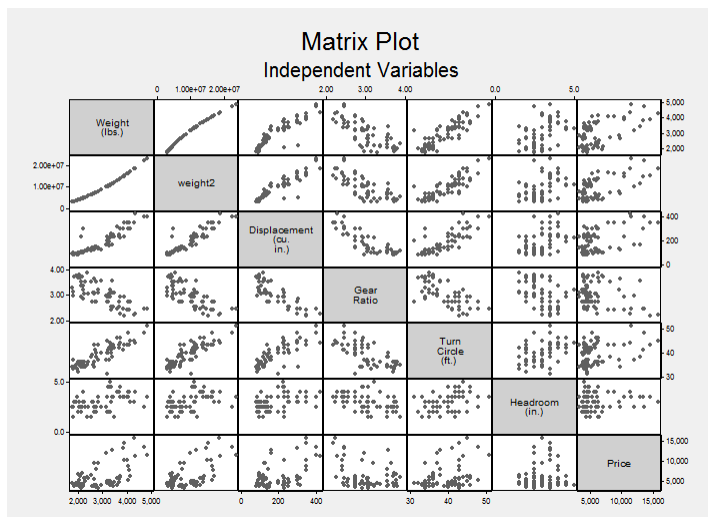 Matrix Plot
Independent Variables
0 1.00e+07 2.00e+07
2.00 3.00 4.00
0.0 5.0
Weight
(lbs.)
5,000
4,000
3,000
2,000
2.00e+07
1.00e+07
0
weight2
Displacement
(cu.
in.)
400
200
0
4.00
3.00
2.00
Gear
Ratio
Turn
Circle
(ft.)
50
40
30
5.0
0.0
Headroom
(in.)
Price
15,000
10,000
5,000
2,000 3,000 4,000 5,000
0 200 400
30 40 50
5,000 10,000 15,000